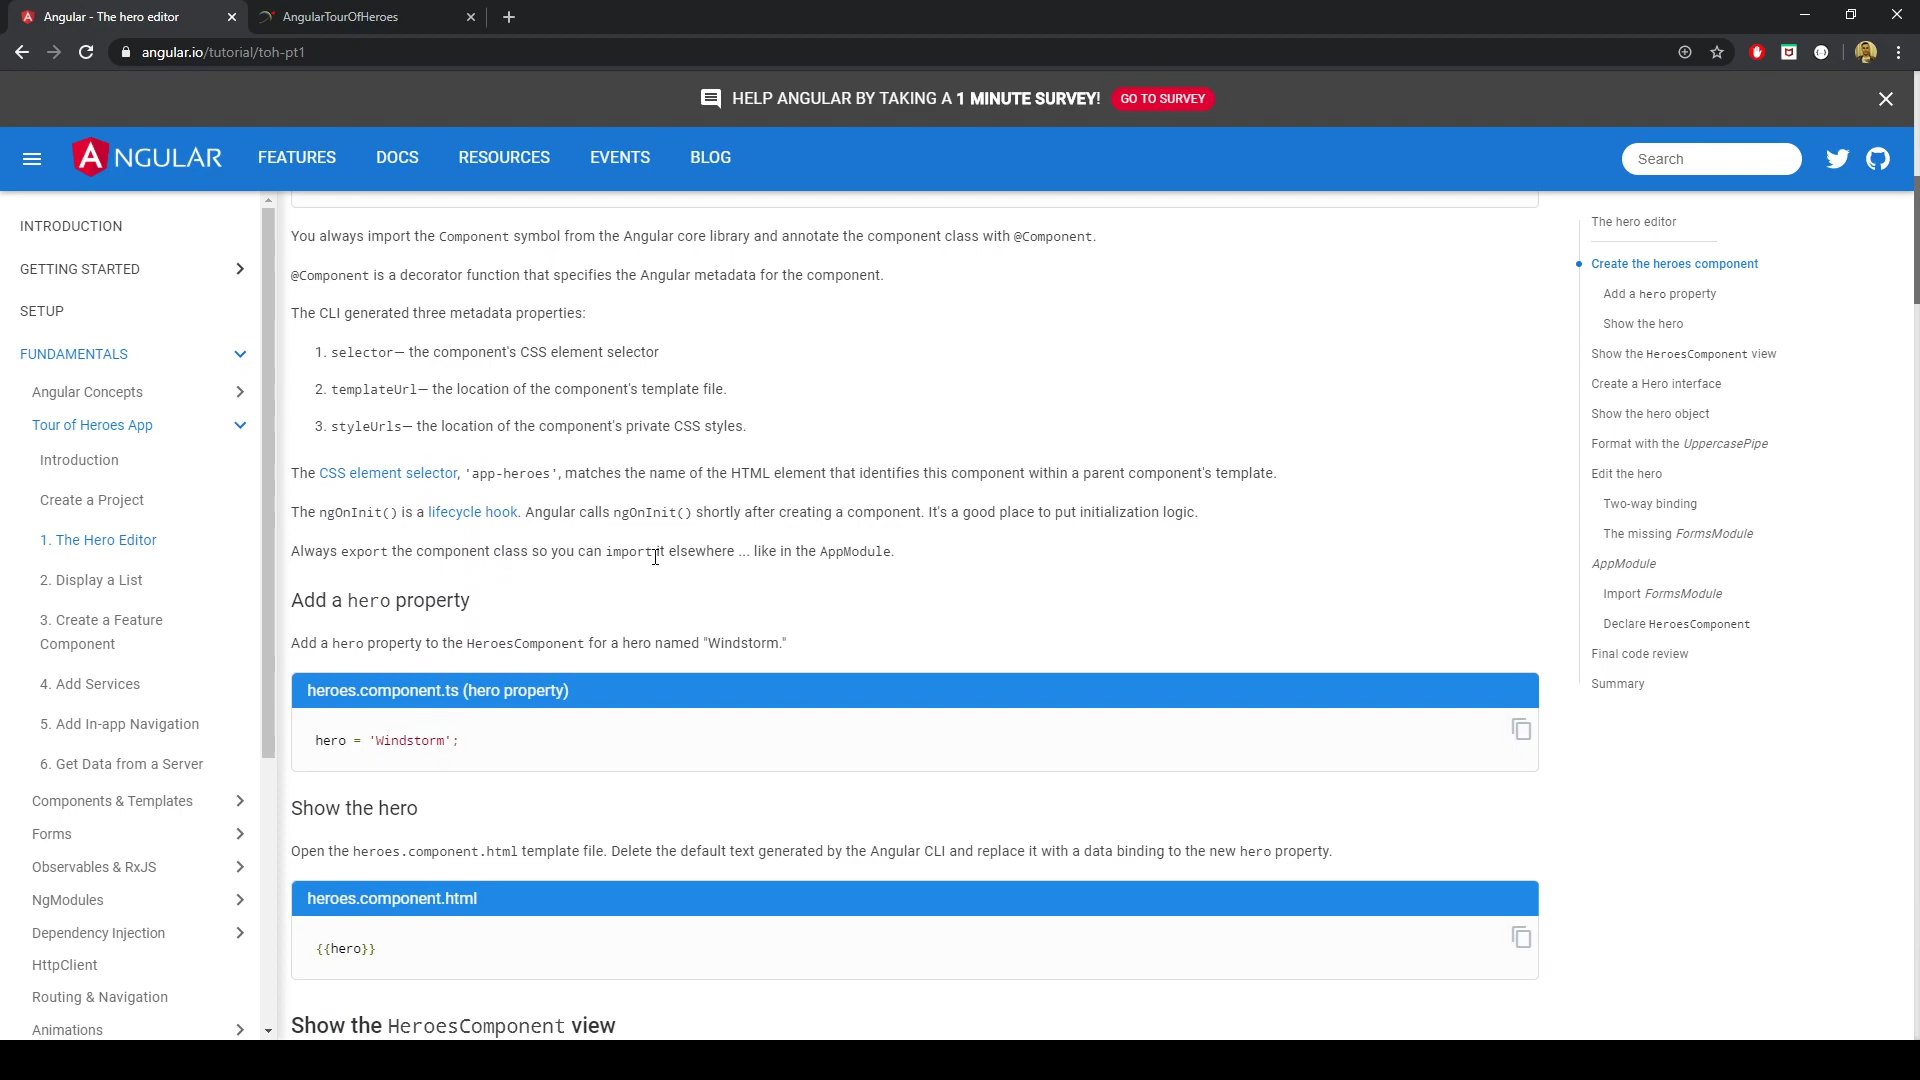 Angular - The hero editor
AngularTourOfHeroes
angular.io/tutorial/toh-pt1
HELP ANGULAR BY TAKING A 1 MINUTE SURVEY!
GO TO SURVEY
ANGULAR
FEATURES
DOCS
RESOURCES
EVENTS
BLOG
Search
INTRODUCTION
GETTING STARTED
SETUP
FUNDAMENTALS
Angular Concepts
Tour of Heroes App
Introduction
Create a Project
1. The Hero Editor
2. Display a List
3. Create a Feature
Component
4. Add Services
5. Add In-app Navigation
6. Get Data from a Server
Components & Templates
Forms
Observables & RxJS
NgModules
Dependency Injection
HttpClient
Routing & Navigation
Animations
You always import the Component symbol from the Angular core library and annotate the component class with @Component.
@Component is a decorator function that specifies the Angular metadata for the component.
The CLI generated three metadata properties:
1. selector— the component's CSS element selector
2. templateUrl— the location of the component's template file.
3. styleUrls— the location of the component's private CSS styles.
The CSS element selector, 'app-heroes', matches the name of the HTML element that identifies this component within a parent component's template.
The ngOnInit() is a lifecycle hook. Angular calls ngOnInit() shortly after creating a component. It's a good place to put initialization logic.
Always export the component class so you can import it elsewhere ... like in the AppModule.
Add a hero property
Add a hero property to the HeroesComponent for a hero named "Windstorm."
heroes.component.ts (hero property)
hero = 'Windstorm';
Show the hero
Open the heroes.component.html template file. Delete the default text generated by the Angular CLI and replace it with a data binding to the new hero property.
heroes.component.html
{{hero}}
Show the HeroesComponent view
The hero editor
Create the heroes component
Add a hero property
Show the hero
Show the HeroesComponent view
Create a Hero interface
Show the hero object
Format with the UppercasePipe
Edit the hero
Two-way binding
The missing FormsModule
AppModule
Import FormsModule
Declare HeroesComponent
Final code review
Summary